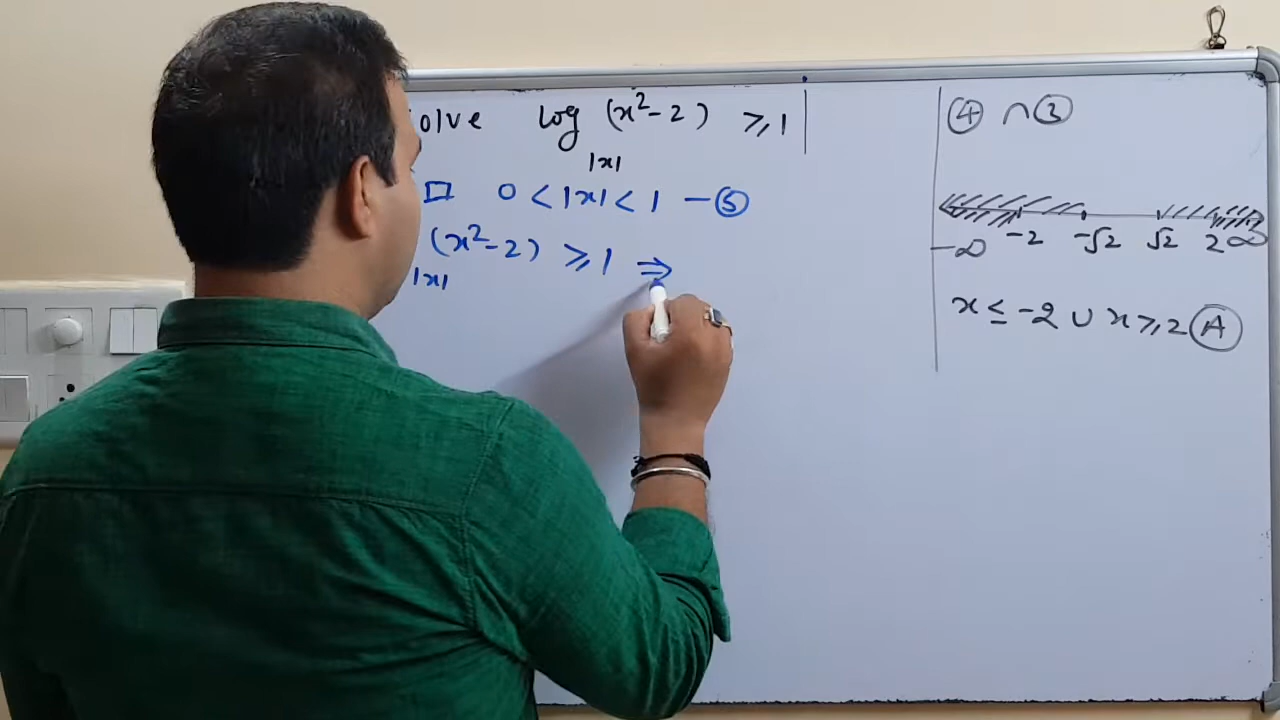 olve log|x| (x²-2) ⩾ 1
□ 0 < |x| < 1 - ⑤
|x| (x²-2) ⩾ 1 ⇒
④ ∩ ③
-∞ -2 -√2 √2 2 ∞
x ≤ -2 ∪ x ⩾ 2 Ⓐ